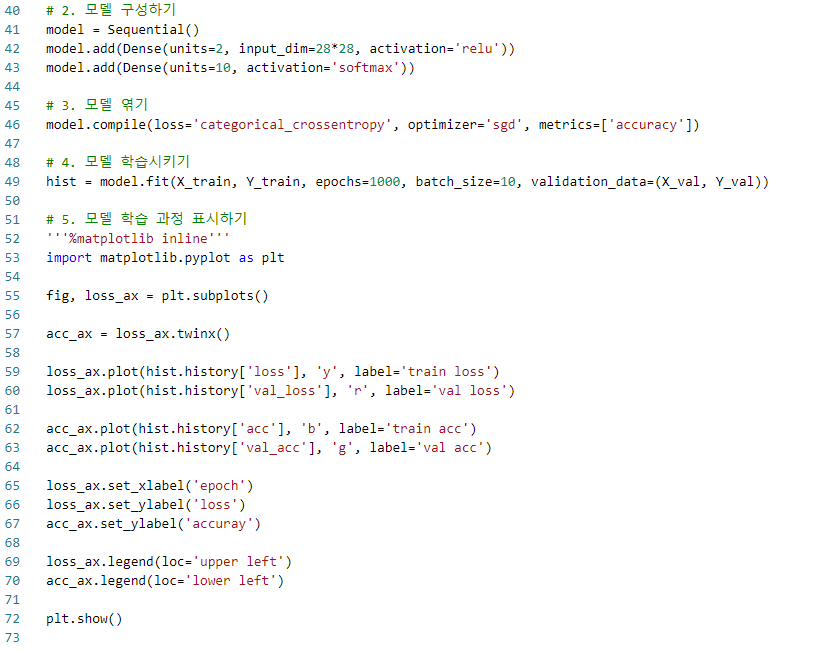 40 # 2. 모델 구성하기
41 model = Sequential()
42 model.add(Dense(units=2, input_dim=28*28, activation='relu'))
43 model.add(Dense(units=10, activation='softmax'))
44
45 # 3. 모델 엮기
46 model.compile(loss='categorical_crossentropy', optimizer='sgd', metrics=['accuracy'])
47
48 # 4. 모델 학습시키기
49 hist = model.fit(X_train, Y_train, epochs=1000, batch_size=10, validation_data=(X_val, Y_val))
50
51 # 5. 모델 학습 과정 표시하기
52 '''%matplotlib inline'''
53 import matplotlib.pyplot as plt
54
55 fig, loss_ax = plt.subplots()
56
57 acc_ax = loss_ax.twinx()
58
59 loss_ax.plot(hist.history['loss'], 'y', label='train loss')
60 loss_ax.plot(hist.history['val_loss'], 'r', label='val loss')
61
62 acc_ax.plot(hist.history['acc'], 'b', label='train acc')
63 acc_ax.plot(hist.history['val_acc'], 'g', label='val acc')
64
65 loss_ax.set_xlabel('epoch')
66 loss_ax.set_ylabel('loss')
67 acc_ax.set_ylabel('accuray')
68
69 loss_ax.legend(loc='upper left')
70 acc_ax.legend(loc='lower left')
71
72 plt.show()
73